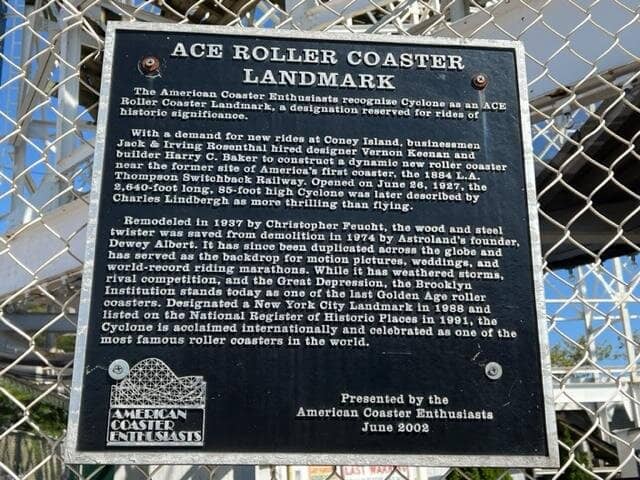 ACE ROLLER COASTER
LANDMARK
The American Coaster Enthusiasts recognize Cyclone as an ACE
Roller Coaster Landmark, a designation reserved for rides of
historic significance.
With a demand for new rides at Coney Island, businessmen
Jack & Irving Rosenthal hired designer Vernon Keenan and
builder Harry C. Baker to construct a dynamic new roller coaster
near the former site of America's first coaster, the 1884 L.A.
Thompson Switchback Railway. Opened on June 26, 1927, the
2,640-foot long, 85-foot high Cyclone was later described by
Charles Lindbergh as more thrilling than flying.
Remodeled in 1937 by Christopher Feucht, the wood and steel
twister was saved from demolition in 1974 by Astroland's founder,
Dewey Albert. It has since been duplicated across the globe and
has served as the backdrop for motion pictures, weddings, and
world-record riding marathons. While it has weathered storms,
rival competition, and the Great Depression, the Brooklyn
Institution stands today as one of the last Golden Age roller
coasters. Designated a New York City Landmark in 1988 and
listed on the National Register of Historic Places in 1991, the
Cyclone is acclaimed internationally and celebrated as one of the
most famous roller coasters in the world.
AMERICAN
COASTER
ENTHUSIASTS
Presented by the
American Coaster Enthusiasts
June 2002
LAST